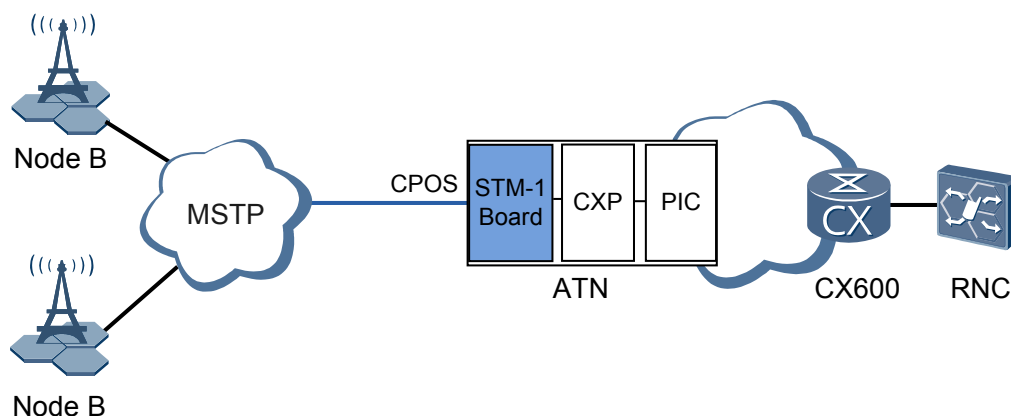 Node B
MSTP
CPOS
STM-1
Board
CXP
PIC
ATN
CX
CX600
RNC
Node B